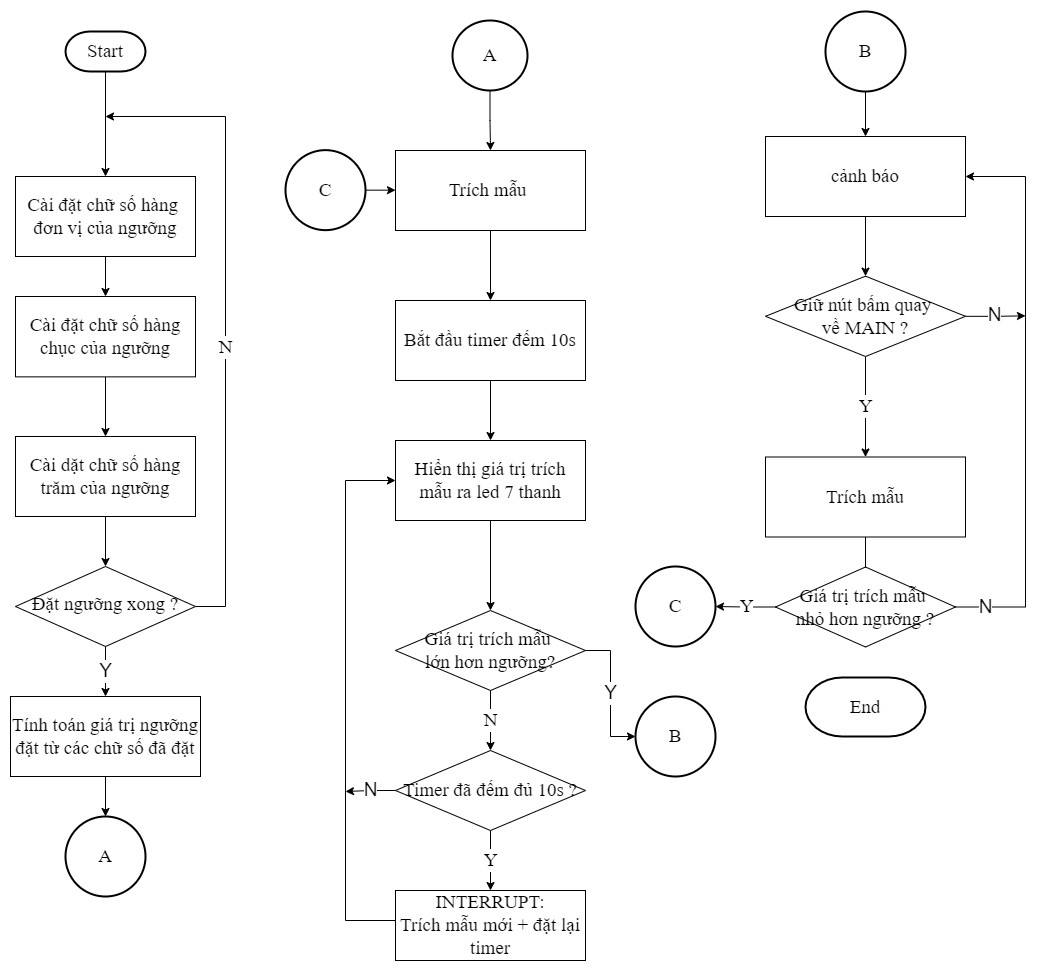 Start
Cài đặt chữ số hàng
đơn vị của ngưỡng
Cài đặt chữ số hàng
chục của ngưỡng
N
Cài dặt chữ số hàng
trăm của ngưỡng
Đặt ngưỡng xong ?
Y
Tính toán giá trị ngưỡng
đặt từ các chữ số đã đặt
A
A
C
Trích mẫu
Bắt đầu timer đếm 10s
Hiển thị giá trị trích
mẫu ra led 7 thanh
Giá trị trích mẫu
lớn hơn ngưỡng?
Y
B
N
Timer đã đếm đủ 10s ?
N
Y
INTERRUPT:
Trích mẫu mới + đặt lại
timer
B
cảnh báo
Giữ nút bấm quay
về MAIN ?
N
Y
Trích mẫu
Giá trị trích mẫu
nhỏ hơn ngưỡng ?
Y
C
N
End